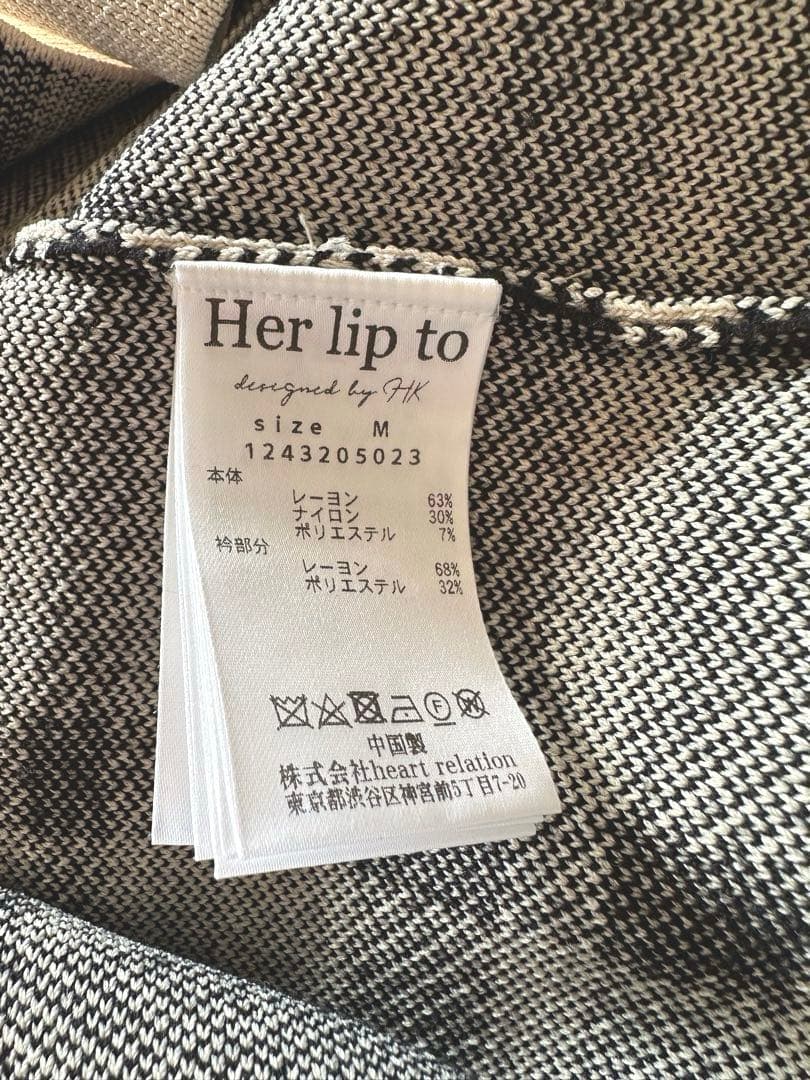 Her lip to
designed by HK
size M
1243205023
本体
レーヨン 63%
ナイロン 30%
ポリエステル 7%
衿部分
レーヨン 68%
ポリエステル 32%
F
W
中国製
株式会社heart relation
東京都渋谷区神宮前5丁目7-20